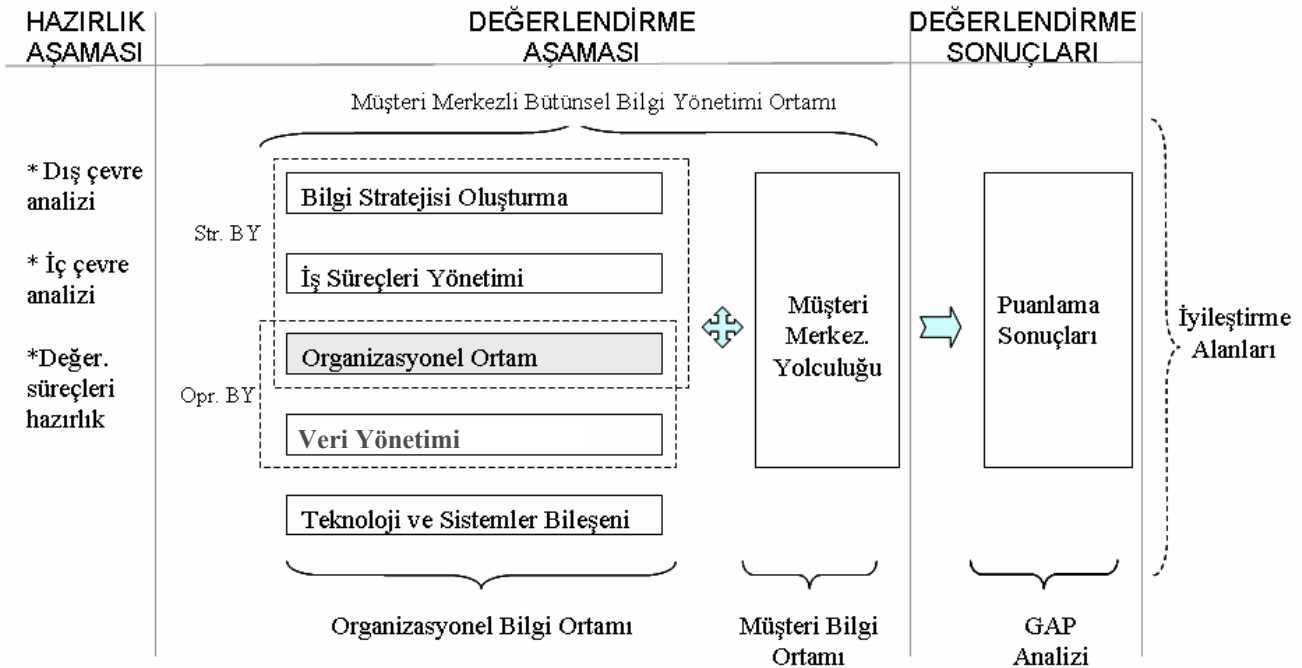 HAZIRLIK
AŞAMASI
DEĞERLENDİRME
AŞAMASI
DEĞERLENDİRME
SONUÇLARI
Müşteri Merkezli Bütünsel Bilgi Yönetimi Ortamı
* Dış çevre
analizi
* İç çevre
analizi
*Değer.
süreçleri
hazırlık
Str. BY
Opr. BY
Bilgi Stratejisi Oluşturma
İş Süreçleri Yönetimi
Organizasyonel Ortam
Veri Yönetimi
Teknoloji ve Sistemler Bileşeni
Müşteri
Merkez.
Yolculuğu
Puanlama
Sonuçları
İyileştirme
Alanları
Organizasyonel Bilgi Ortamı
Müşteri Bilgi
Ortamı
GAP
Analizi